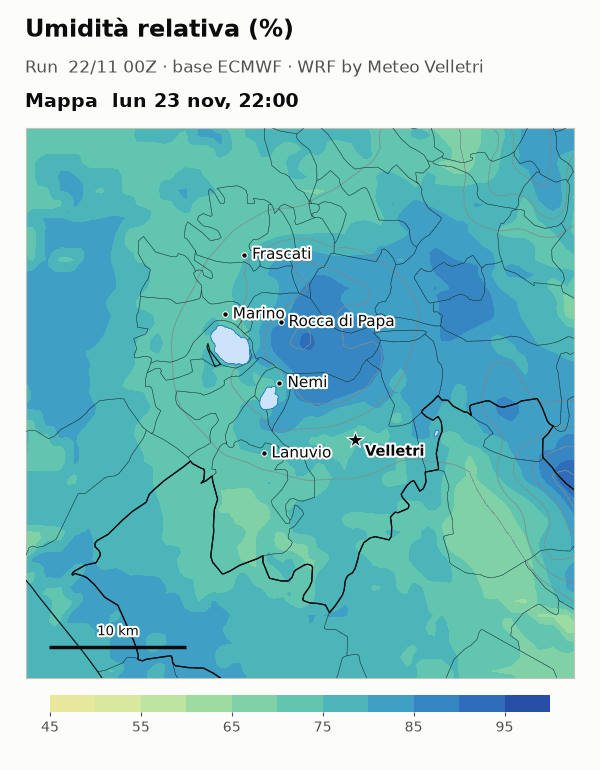 Umidità relativa (%)
Run  22/11 00Z · base ECMWF · WRF by Meteo Velletri
Mappa  lun 23 nov, 22:00
Frascati
Marino
Rocca di Papa
Nemi
Velletri
Lanuvio
10 km
45 55 65 75 85 95